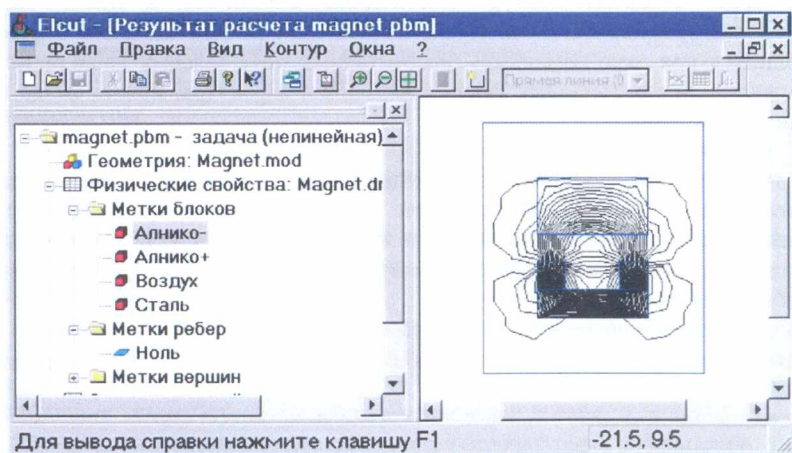 Elcut - [Результат расчета magnet.pbm]
Файл Правка Вид Контур Окна ?
Прямая линия (0
magnet.pbm - задача (нелинейная)
Геометрия: Magnet.mod
Физические свойства: Magnet.dr
Метки блоков
Алнико-
Алнико+
Воздух
Сталь
Метки ребер
Ноль
Метки вершин
Для вывода справки нажмите клавишу F1
-21.5, 9.5